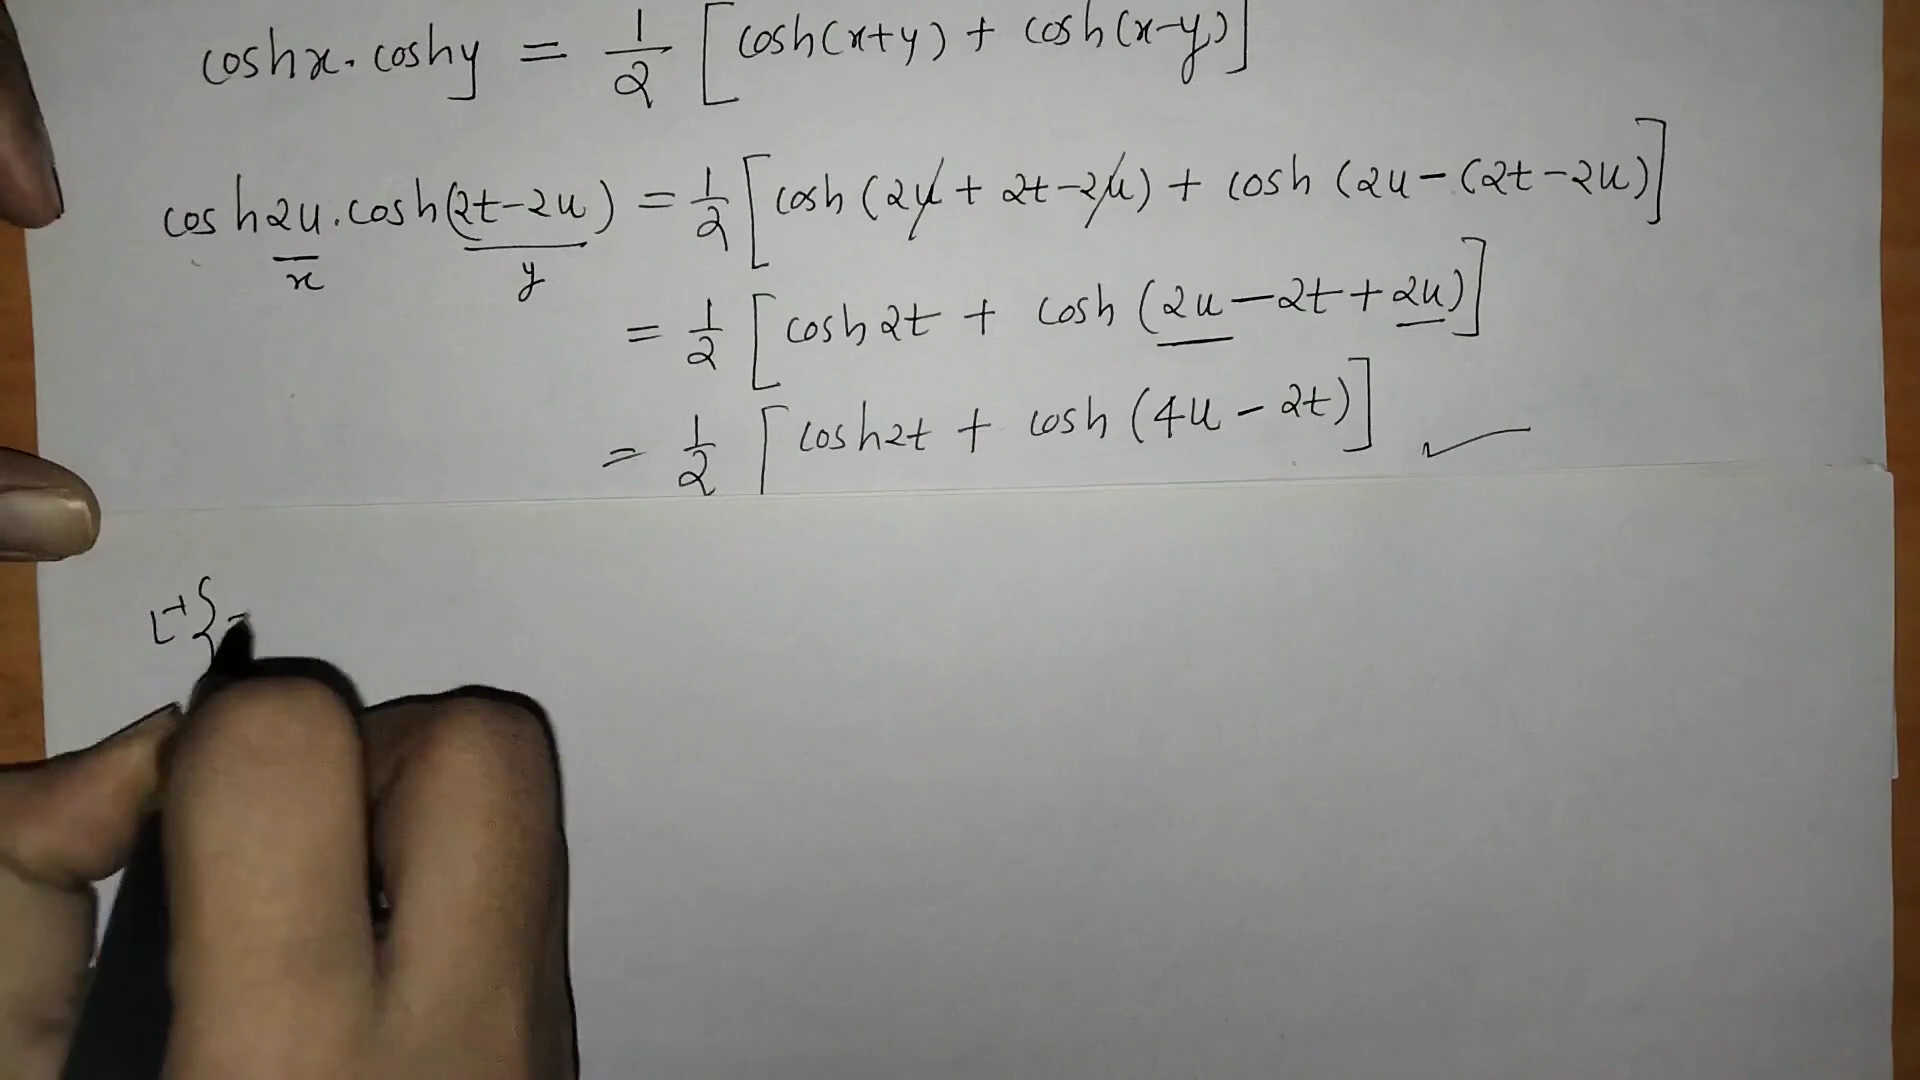 coshx . coshy = 1/2 [cosh(x+y) + cosh(x-y)]
cosh2u . cosh(2t-2u) = 1/2 [cosh (2u + 2t-2u) + cosh (2u - (2t-2u)]
x y
= 1/2 [cosh2t + cosh (2u - 2t + 2u)]
= 1/2 [cosh2t + cosh (4u - 2t)] ✓
L⁻¹{ =